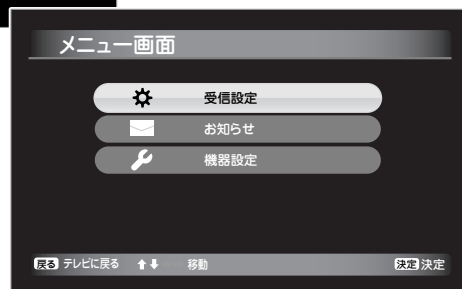 メニュー画面
受信設定
お知らせ
機器設定
戻る テレビに戻る 移動 決定 決定